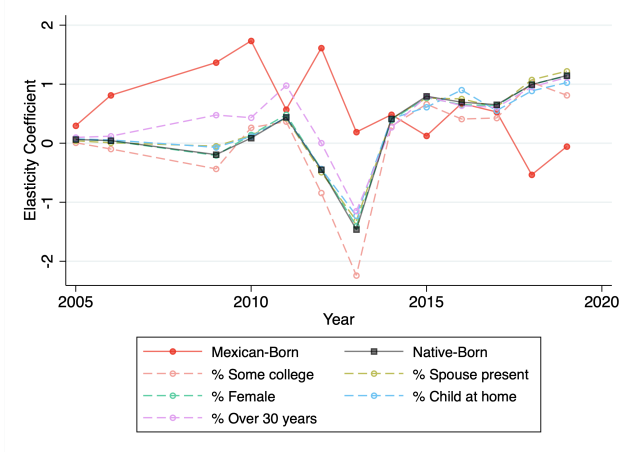 2
1
0
-1
-2
Elasticity Coefficient
2005 2010 2015 2020
Year
Mexican-Born Native-Born
% Some college % Spouse present
% Female % Child at home
% Over 30 years